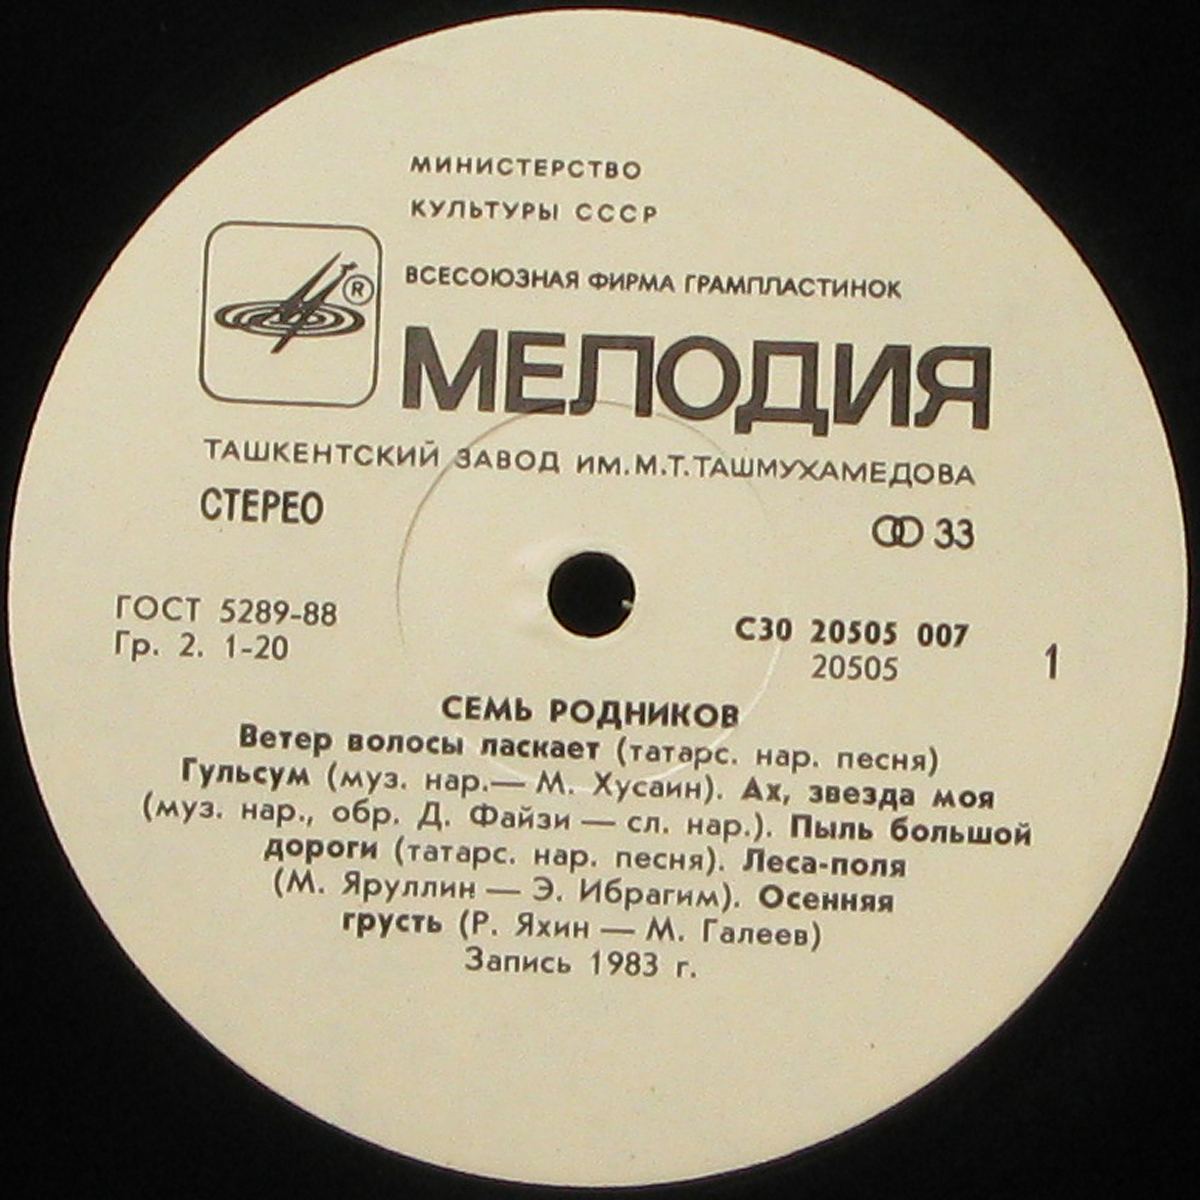 МИНИСТЕРСТВО
КУЛЬТУРЫ СССР
®
ВСЕСОЮЗНАЯ ФИРМА ГРАМПЛАСТИНОК
МЕЛОДИЯ
ТАШКЕНТСКИЙ ЗАВОД ИМ.М.Т.ТАШМУХАМЕДОВА
СТЕРЕО
33
ГОСТ 5289-88
Гр. 2. 1-20
С30 20505 007
20505
1
СЕМЬ РОДНИКОВ
Ветер волосы ласкает (татарс. нар. песня)
Гульсум (муз. нар.— М. Хусаин). Ах, звезда моя
(муз. нар., обр. Д. Файзи — сл. нар.). Пыль большой
дороги (татарс. нар. песня). Леса-поля
(М. Яруллин — Э. Ибрагим). Осенняя
грусть (Р. Яхин — М. Галеев)
Запись 1983 г.